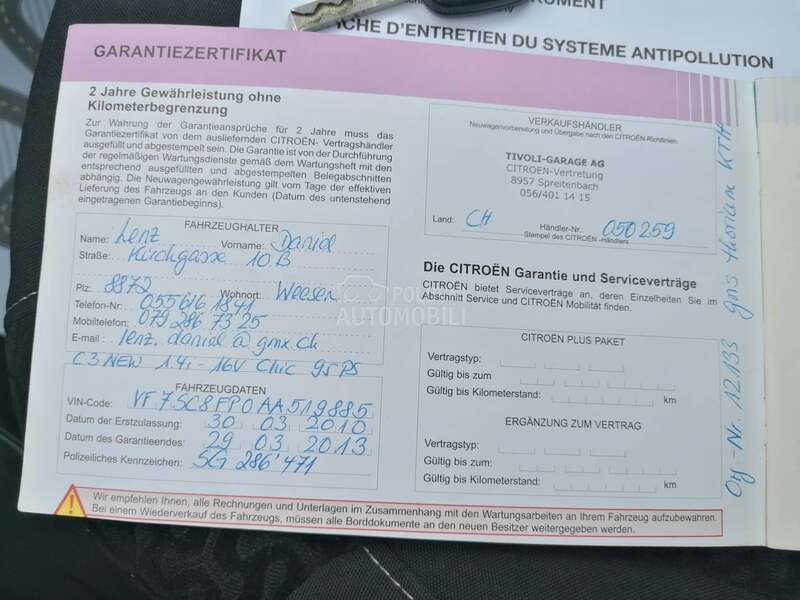 RUMENT
CHE D'ENTRETIEN DU SYSTEME ANTIPOLLUTION
GARANTIEZERTIFIKAT
2 Jahre Gewährleistung ohne
Kilometerbegrenzung
Zur Wahrung der Garantieansprüche für 2 Jahre muss das
Garantiezertifikat von dem ausliefernden CITROËN- Vertragshändler
ausgefüllt und abgestempelt sein. Die Garantie ist von der Durchführung
der regelmäßigen Wartungsdienste gemäß dem Wartungsheft mit den
entsprechend ausgefüllten und abgestempelten Belegabschnitten
abhängig. Die Neuwagengewährleistung gilt vom Tage der effektiven
Lieferung des Fahrzeugs an den Kunden (Datum des untenstehend
eingetragenen Garantiebeginns).
FAHRZEUGHALTER
Name: Lenz Vorname: Daniel
Straße: Kirchgasse 10B
Plz: 8872 Wohnort: Weesen
Telefon-Nr.: 055 616 1841
Mobiltelefon: 079 286 73 25
E-mail: lenz.daniel@gmx.ch
C3 NEW 1.4i - 16V Chic 95PS
FAHRZEUGDATEN
VIN-Code: VF7SC8FP0AA519885
Datum der Erstzulassung: 30 03 2010
Datum des Garantieendes: 29 03 2013
Polizeiliches Kennzeichen: SG 286'471
VERKAUFSHÄNDLER
Neuwagenvorbereitung und Übergabe nach den CITROËN-Richtlinien.
TIVOLI-GARAGE AG
CITROEN-Vertretung
8957 Spreitenbach
056/401 14 15
Land: CH Händler-Nr.: 050259
Stempel des CITROËN-Händlers
Die CITROËN Garantie und Serviceverträge
CITROËN bietet Serviceverträge an, deren Einzelheiten Sie im
Abschnitt Service und CITROËN Mobilität finden.
CITROËN PLUS PAKET
Vertragstyp:
Gültig bis zum:
Gültig bis Kilometerstand: km
ERGÄNZUNG ZUM VERTRAG
Vertragstyp:
Gültig bis zum:
Gültig bis Kilometerstand: km
Oy-Nr. 12133 gris thorium KTH
POLOVNI
AUTOMOBILI
Wir empfehlen Ihnen, alle Rechnungen und Unterlagen im Zusammenhang mit den Wartungsarbeiten an Ihrem Fahrzeug aufzubewahren.
Bei einem Wiederverkauf des Fahrzeugs, müssen alle Borddokumente an den neuen Besitzer weitergegeben werden.